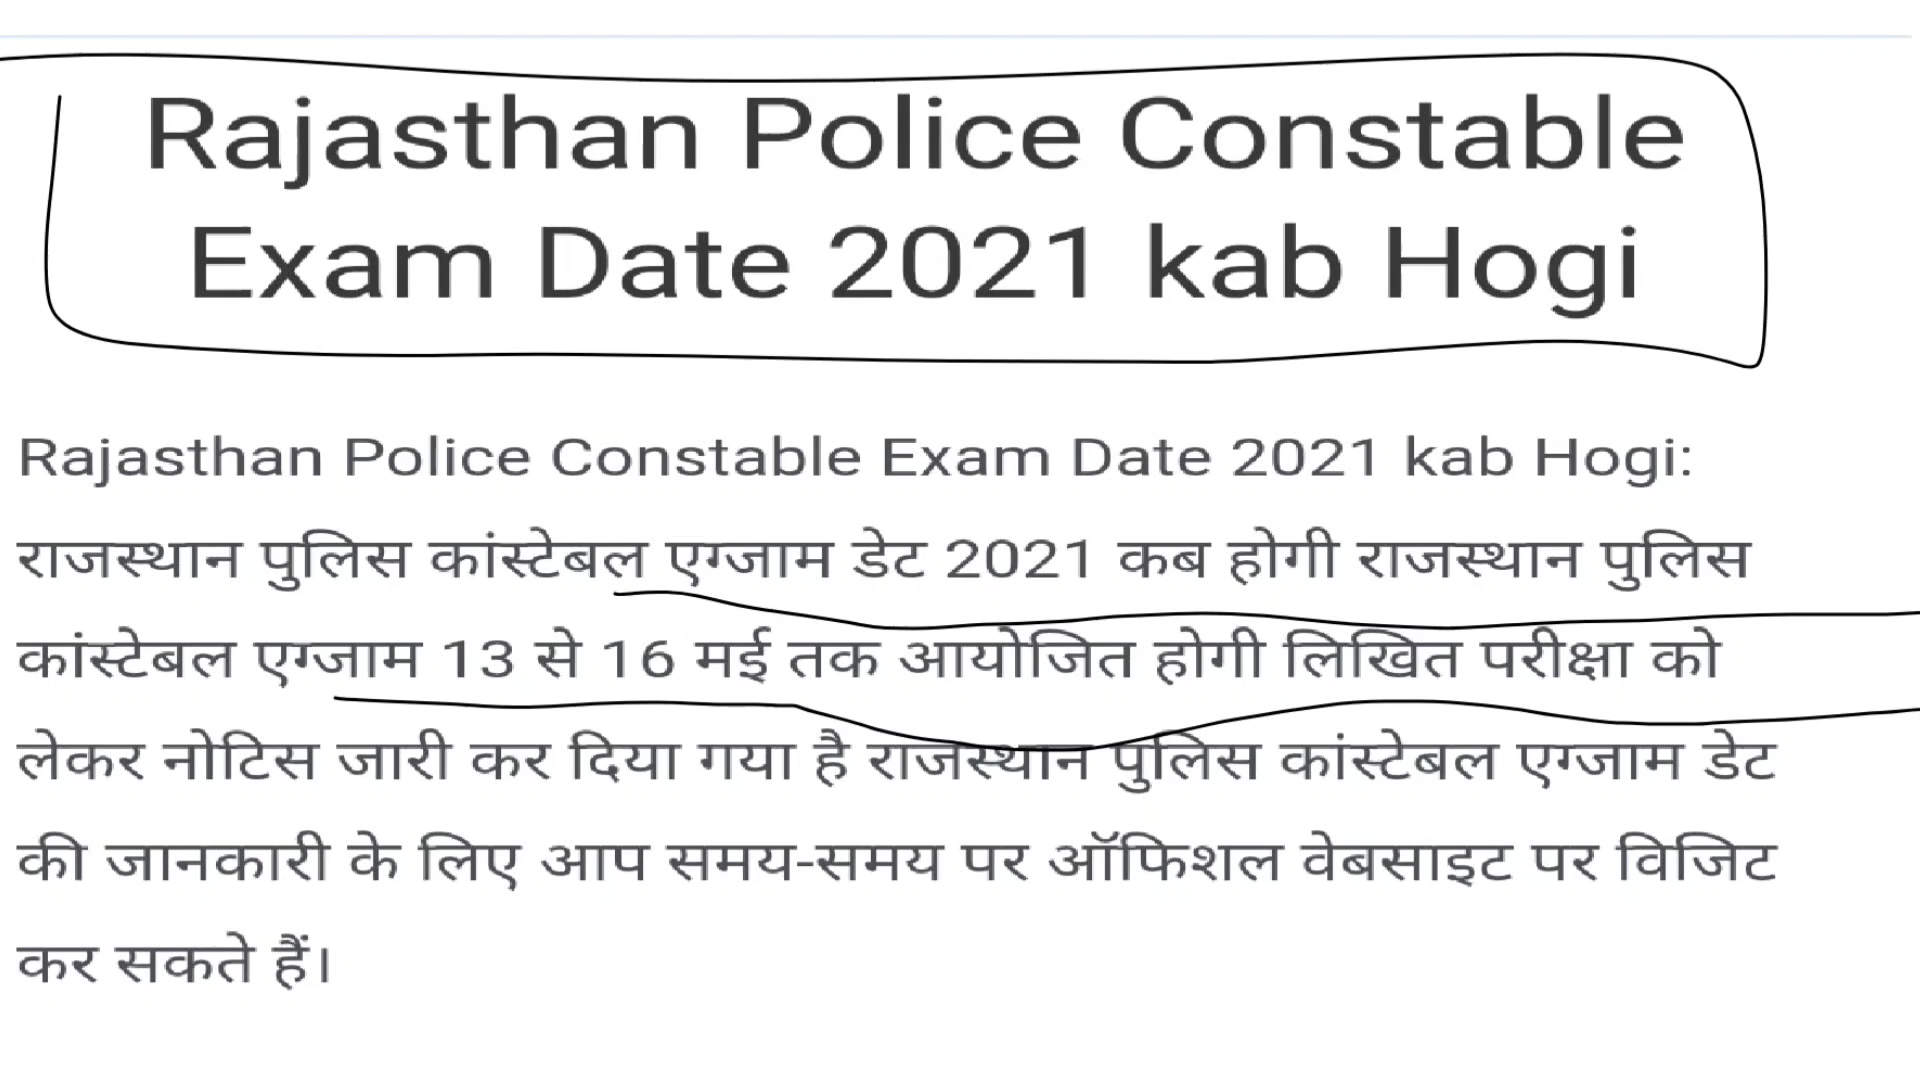 Rajasthan Police Constable
Exam Date 2021 kab Hogi
Rajasthan Police Constable Exam Date 2021 kab Hogi:
राजस्थान पुलिस कांस्टेबल एग्जाम डेट 2021 कब होगी राजस्थान पुलिस
कांस्टेबल एग्जाम 13 से 16 मई तक आयोजित होगी लिखित परीक्षा को
लेकर नोटिस जारी कर दिया गया है राजस्थान पुलिस कांस्टेबल एग्जाम डेट
की जानकारी के लिए आप समय-समय पर ऑफिशल वेबसाइट पर विजिट
कर सकते हैं।